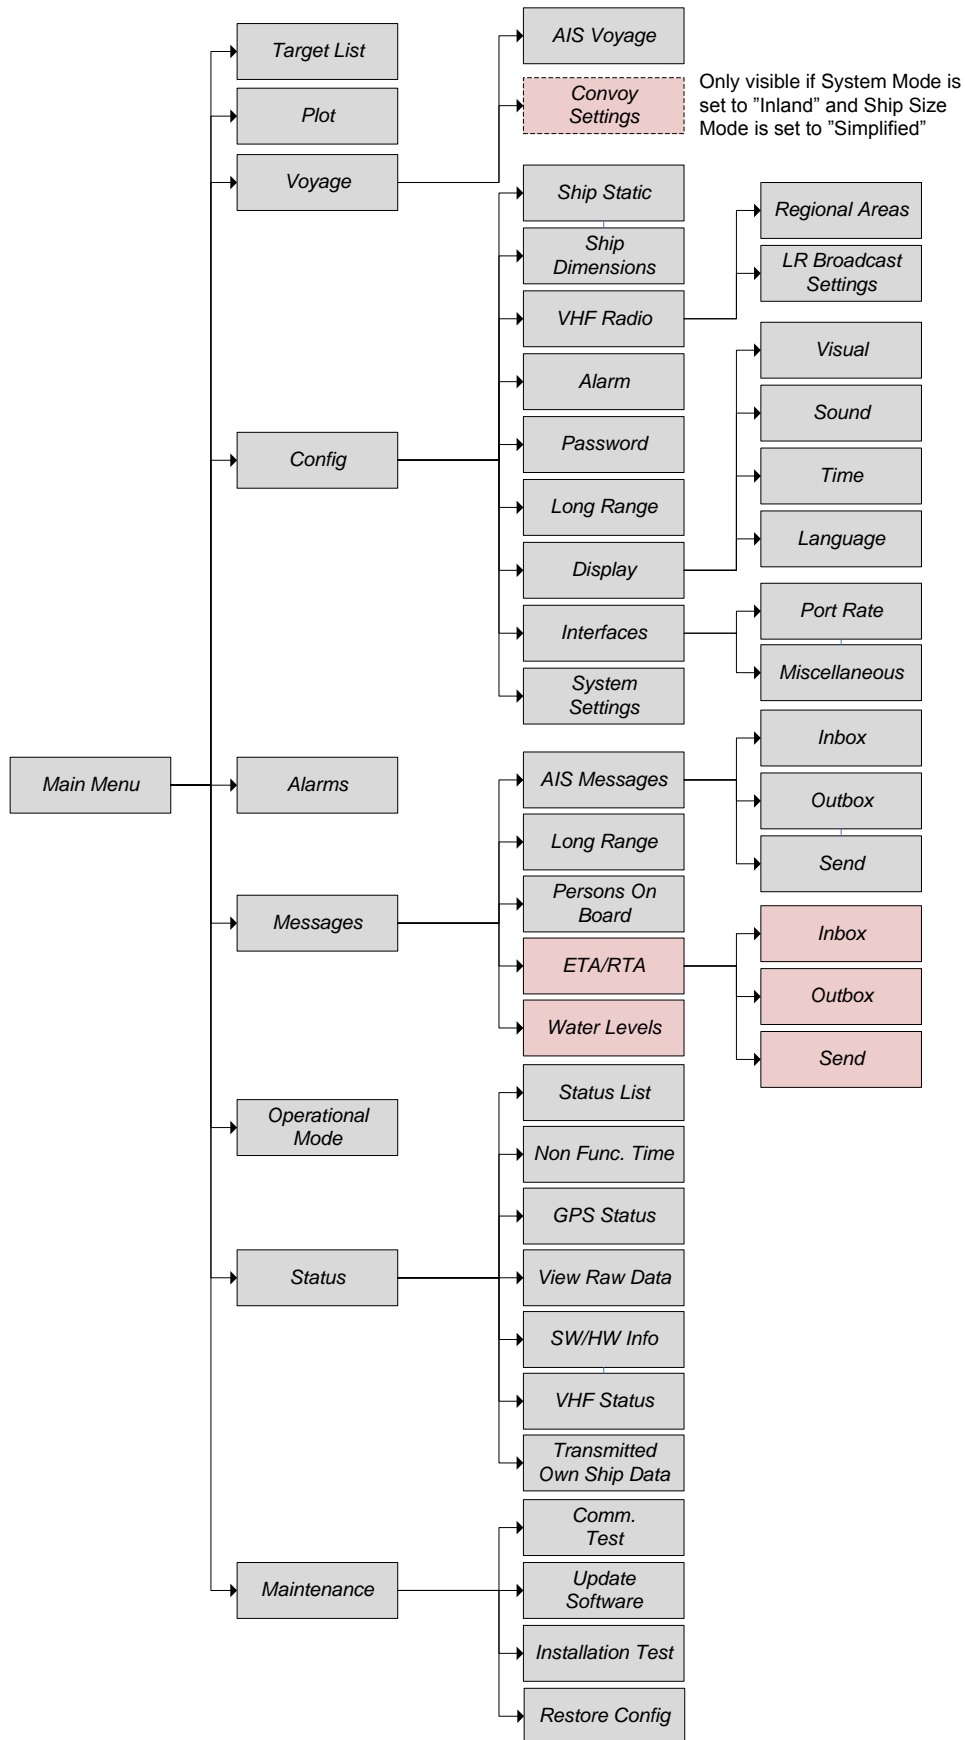 Target List
Plot
Voyage
AIS Voyage
Convoy
Settings
Only visible if System Mode is
set to ”Inland” and Ship Size
Mode is set to ”Simplified”
Ship Static
Ship
Dimensions
VHF Radio
Regional Areas
LR Broadcast
Settings
Alarm
Password
Long Range
Display
Visual
Sound
Time
Language
Config
Interfaces
Port Rate
Miscellaneous
System
Settings
Main Menu
Alarms
Messages
AIS Messages
Inbox
Outbox
Send
Long Range
Persons On
Board
ETA/RTA
Inbox
Outbox
Send
Water Levels
Operational
Mode
Status
Status List
Non Func. Time
GPS Status
View Raw Data
SW/HW Info
VHF Status
Transmitted
Own Ship Data
Maintenance
Comm.
Test
Update
Software
Installation Test
Restore Config